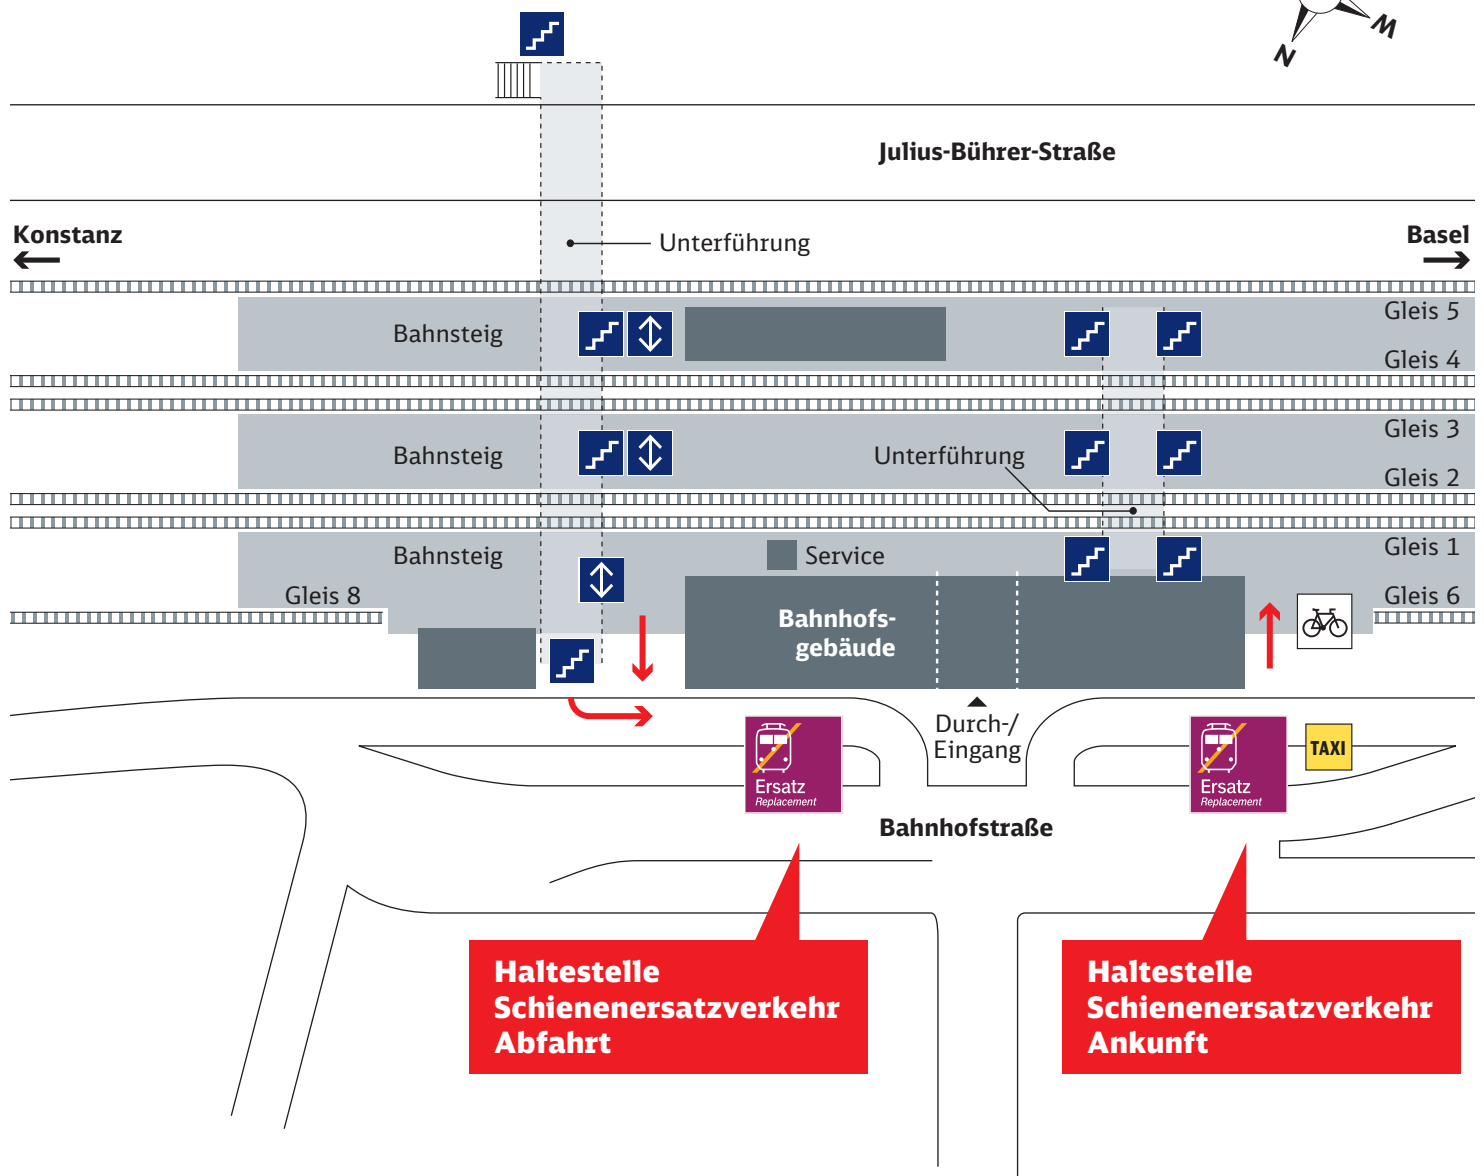 W
N
Julius-Bührer-Straße
Konstanz
Basel
Unterführung
Gleis 5
Bahnsteig
Gleis 4
Gleis 3
Bahnsteig
Unterführung
Gleis 2
Gleis 1
Bahnsteig
Service
Gleis 8
Gleis 6
Bahnhofs-
gebäude
Durch-/
Eingang
TAXI
Ersatz
Replacement
Ersatz
Replacement
Bahnhofstraße
Haltestelle
Schienenersatzverkehr
Abfahrt
Haltestelle
Schienenersatzverkehr
Ankunft